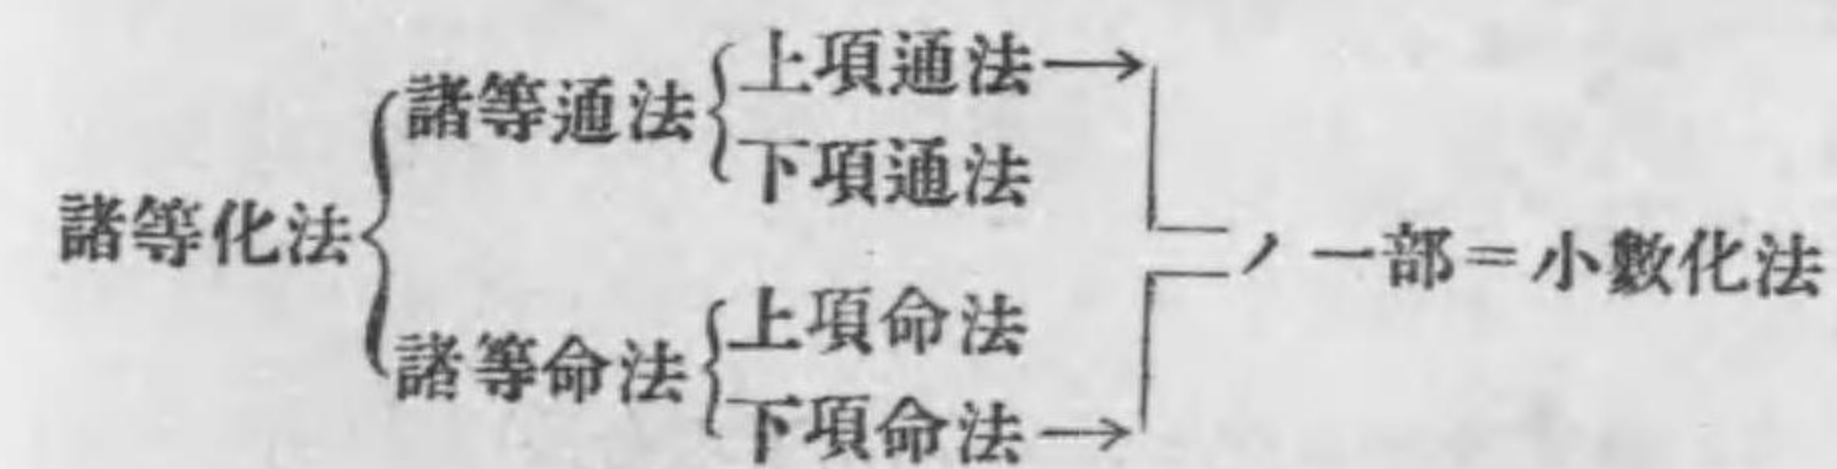 諸等化法
諸等通法
上項通法
下項通法
諸等命法
上項命法
下項命法
ノ一部=小數化法